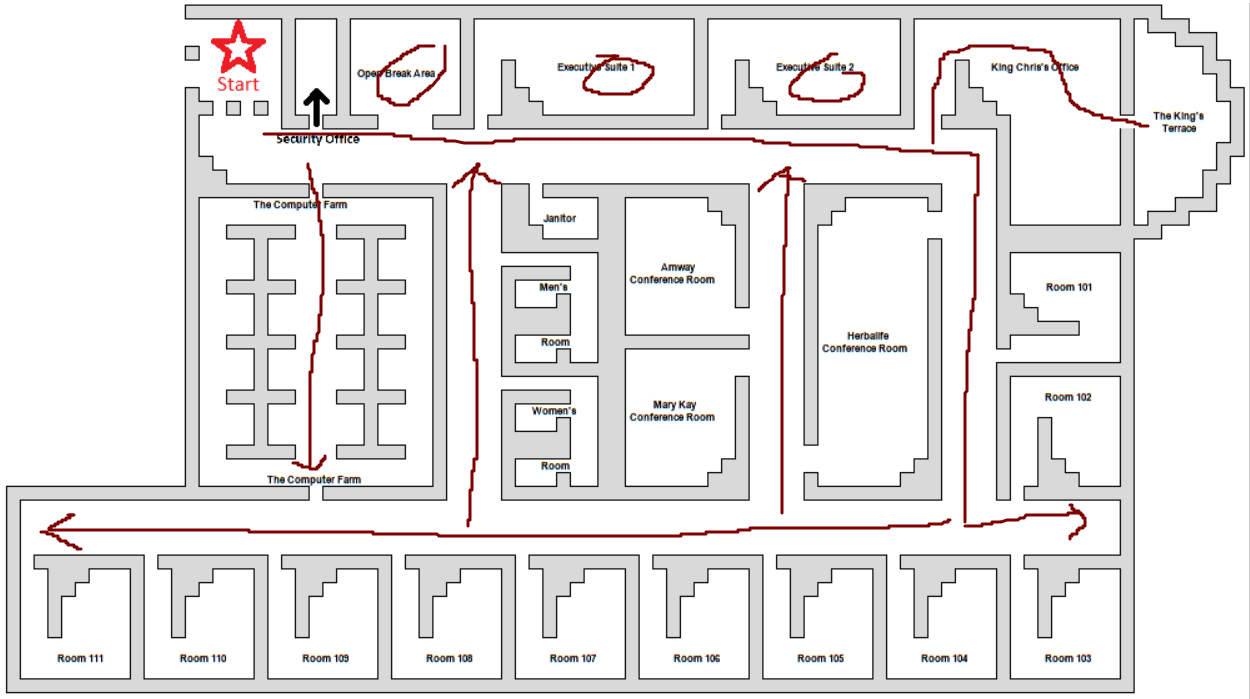 Start
Open Break Area
Executive Suite 1
Executive Suite 2
King Chris's Office
The King's
Terrace
Security Office
The Computer Farm
Janitor
Amway
Conference Room
Men's
Room
Room 101
Herbalife
Conference Room
Room 102
Women's
Room
Mary Kay
Conference Room
The Computer Farm
Room 111
Room 110
Room 109
Room 108
Room 107
Room 106
Room 105
Room 104
Room 103